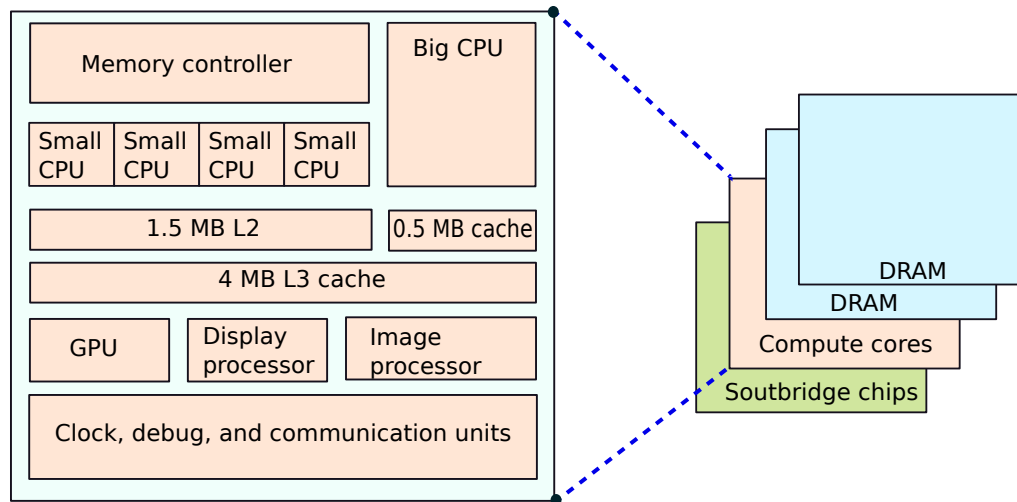 Memory controller
Big CPU
Small CPU
Small CPU
Small CPU
Small CPU
1.5 MB L2
0.5 MB cache
4 MB L3 cache
GPU
Display
processor
Image
processor
Clock, debug, and communication units
DRAM
DRAM
Compute cores
Soutbridge chips